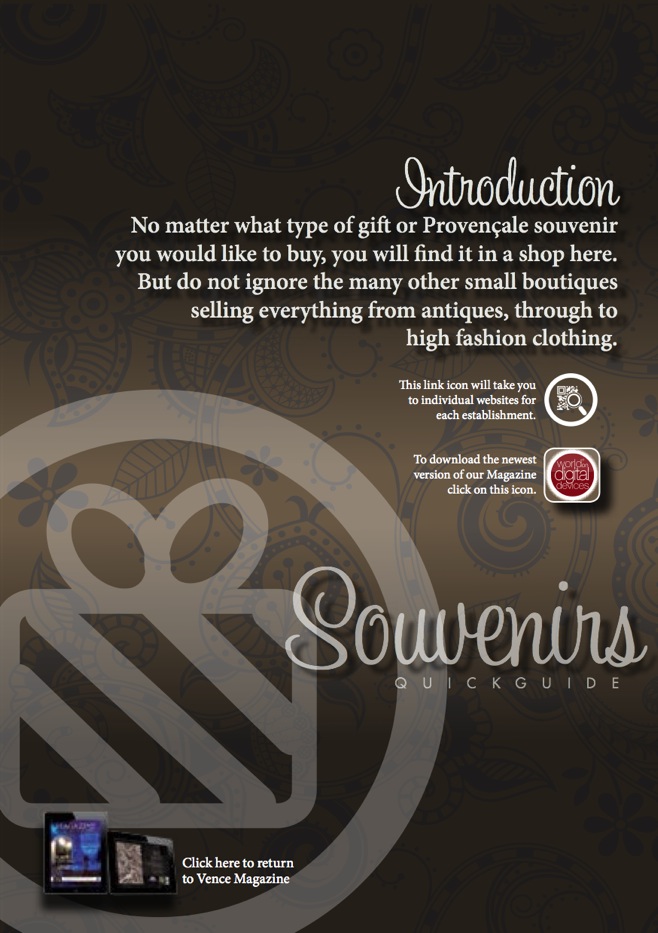 Introduction
No matter what type of gift or Provençale souvenir
you would like to buy, you will find it in a shop here.
But do not ignore the many other small boutiques
selling everything from antiques, through to
high fashion clothing.
This link icon will take you
to individual websites for
each establishment.
To download the newest
version of our Magazine
click on this icon.
world on
digital
devices
Souvenirs
QUICKGUIDE
Click here to return
to Vence Magazine